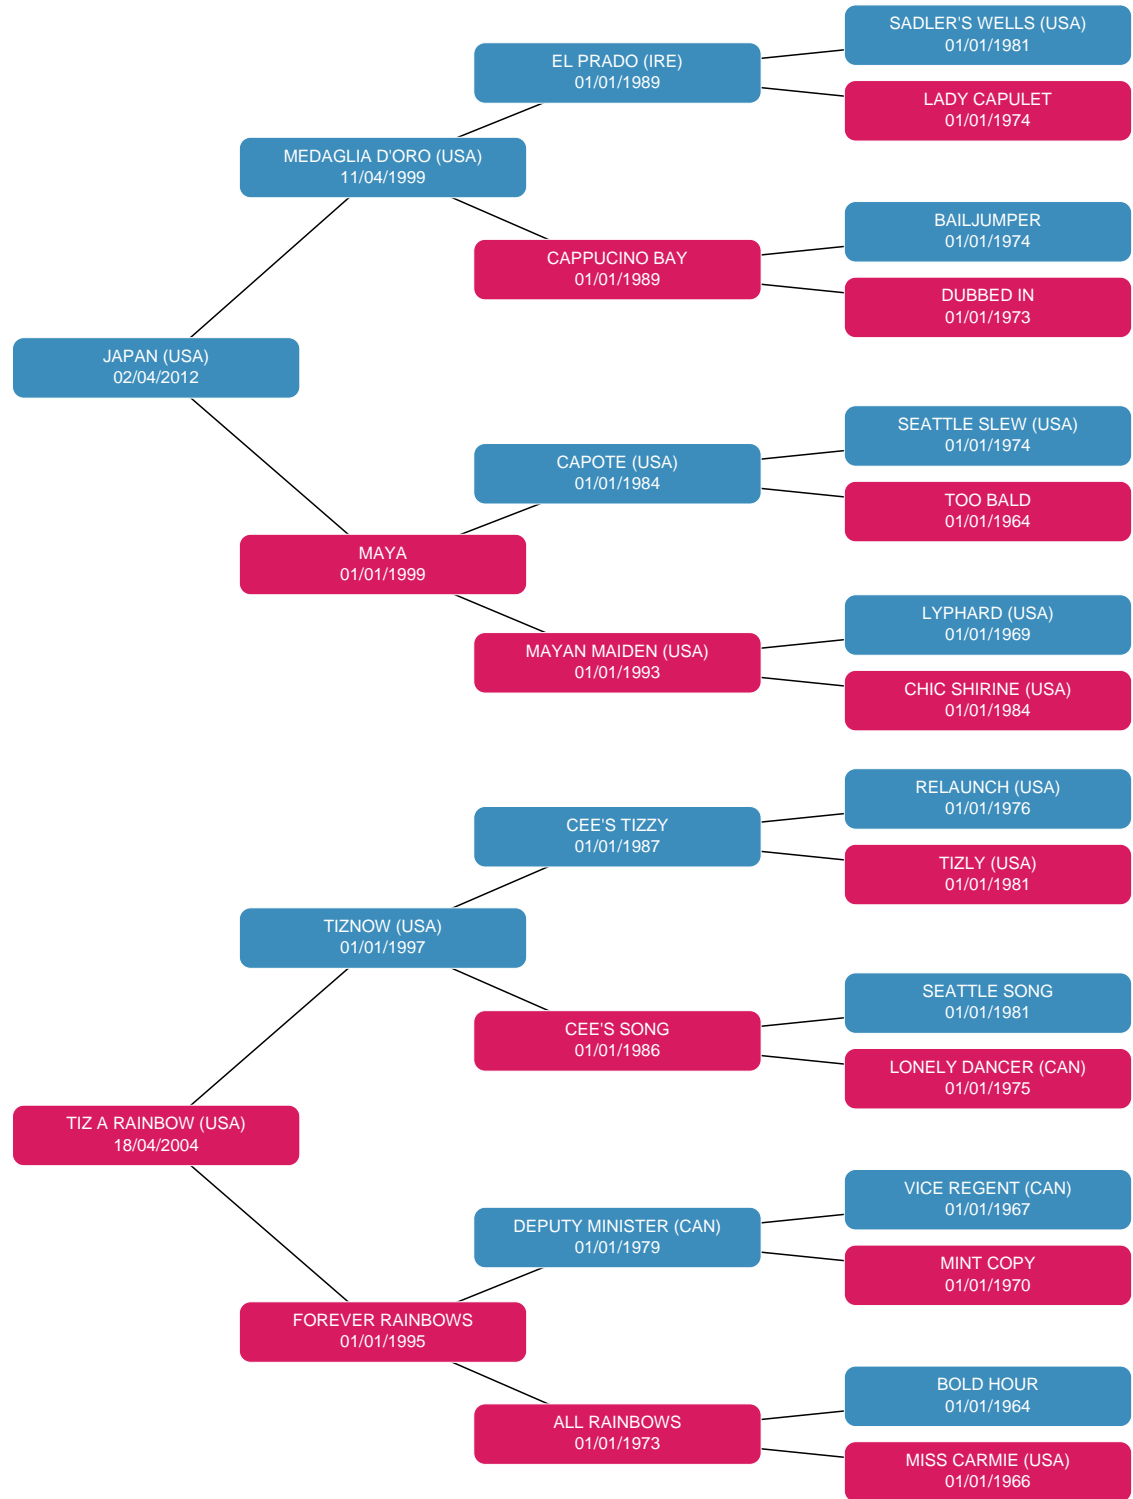 SADLER'S WELLS (USA)
01/01/1981
EL PRADO (IRE)
01/01/1989
LADY CAPULET
01/01/1974
MEDAGLIA D'ORO (USA)
11/04/1999
BAILJUMPER
01/01/1974
CAPPUCINO BAY
01/01/1989
DUBBED IN
01/01/1973
JAPAN (USA)
02/04/2012
SEATTLE SLEW (USA)
01/01/1974
CAPOTE (USA)
01/01/1984
TOO BALD
01/01/1964
MAYA
01/01/1999
LYPHARD (USA)
01/01/1969
MAYAN MAIDEN (USA)
01/01/1993
CHIC SHIRINE (USA)
01/01/1984
RELAUNCH (USA)
01/01/1976
CEE'S TIZZY
01/01/1987
TIZLY (USA)
01/01/1981
TIZNOW (USA)
01/01/1997
SEATTLE SONG
01/01/1981
CEE'S SONG
01/01/1986
LONELY DANCER (CAN)
01/01/1975
TIZ A RAINBOW (USA)
18/04/2004
VICE REGENT (CAN)
01/01/1967
DEPUTY MINISTER (CAN)
01/01/1979
MINT COPY
01/01/1970
FOREVER RAINBOWS
01/01/1995
BOLD HOUR
01/01/1964
ALL RAINBOWS
01/01/1973
MISS CARMIE (USA)
01/01/1966